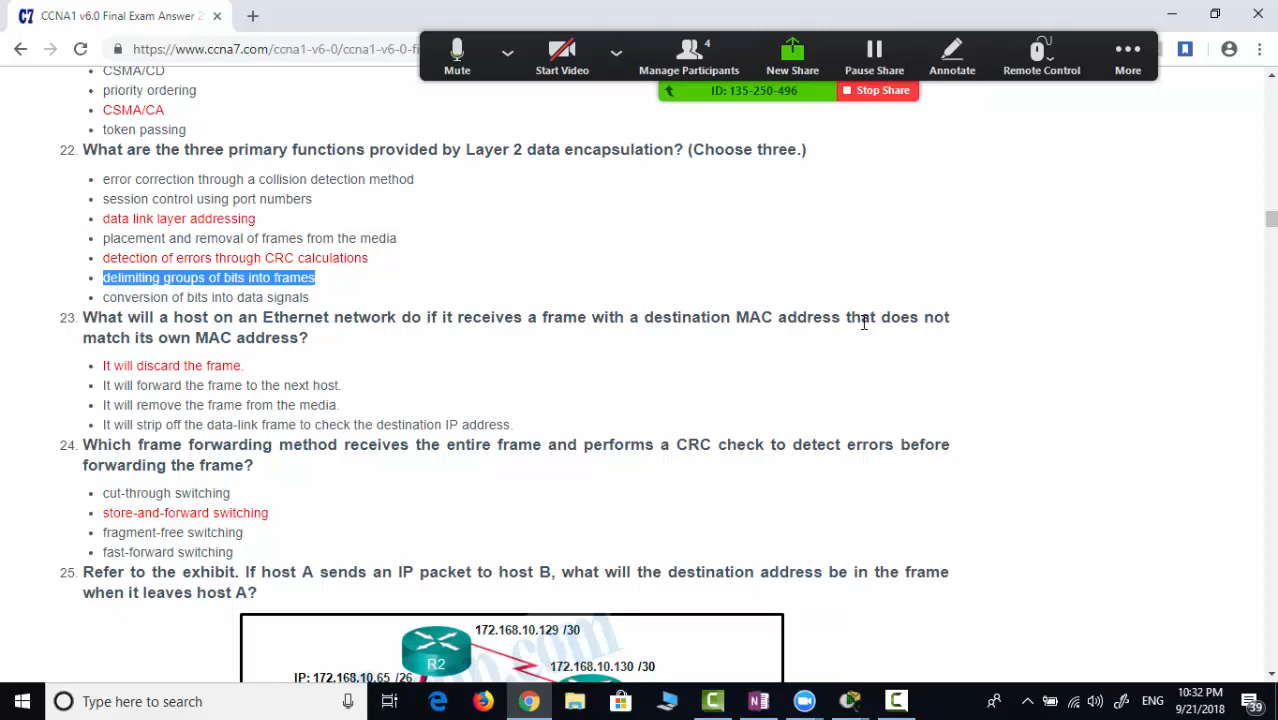 CCNA1 v6.0 Final Exam Answer 2
https://www.ccna7.com/ccna1-v6-0/ccna1-v6-0-fi
Mute
Start Video
4
Manage Participants
New Share
Pause Share
Annotate
Remote Control
More
ID: 135-250-496
Stop Share
CSMA/CD
priority ordering
CSMA/CA
token passing
22. What are the three primary functions provided by Layer 2 data encapsulation? (Choose three.)
error correction through a collision detection method
session control using port numbers
data link layer addressing
placement and removal of frames from the media
detection of errors through CRC calculations
delimiting groups of bits into frames
conversion of bits into data signals
23. What will a host on an Ethernet network do if it receives a frame with a destination MAC address that does not
match its own MAC address?
It will discard the frame.
It will forward the frame to the next host.
It will remove the frame from the media.
It will strip off the data-link frame to check the destination IP address.
24. Which frame forwarding method receives the entire frame and performs a CRC check to detect errors before
forwarding the frame?
cut-through switching
store-and-forward switching
fragment-free switching
fast-forward switching
25. Refer to the exhibit. If host A sends an IP packet to host B, what will the destination address be in the frame
when it leaves host A?
172.168.10.129 /30
R2
172.168.10.130 /30
IP: 172.168.10.65 /26
Type here to search
ENG
10:32 PM
9/21/2018
39